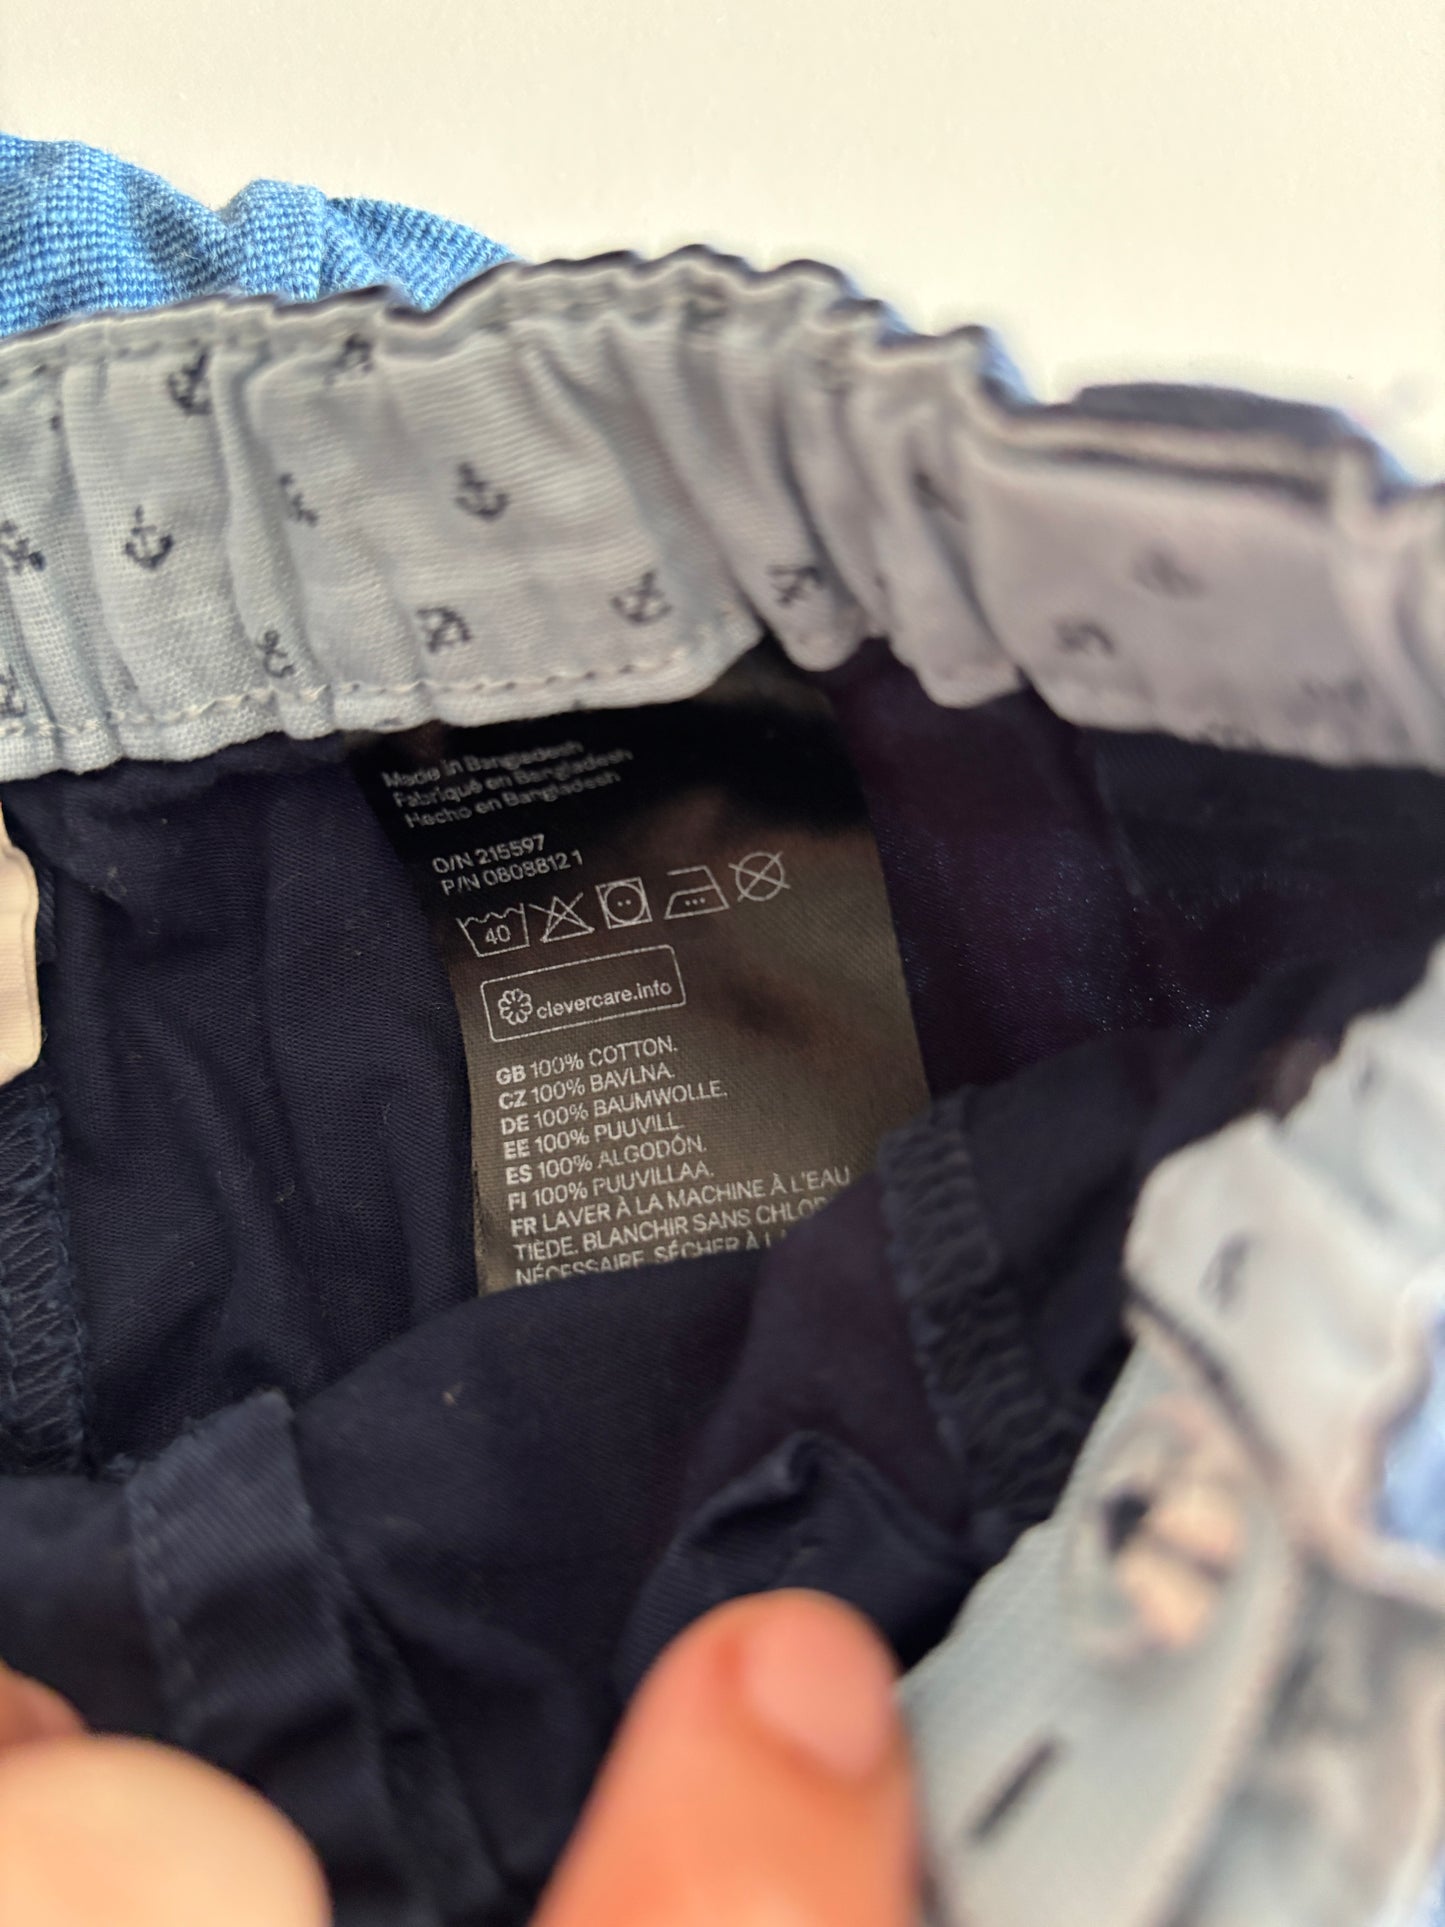 Made in Bangladesh
Fabriqué en Bangladesh
Hecho en Bangladesh
O/N 215597
P/N 0808812 1
40
clevercare.info
GB 100% COTTON.
CZ 100% BAVLNA.
DE 100% BAUMWOLLE.
EE 100% PUUVILL
ES 100% ALGODÓN.
FI 100% PUUVILLAA.
FR LAVER À LA MACHINE À L'EAU
TIÈDE. BLANCHIR SANS CHLOR
NÉCESSAIRE. SÉCHER À